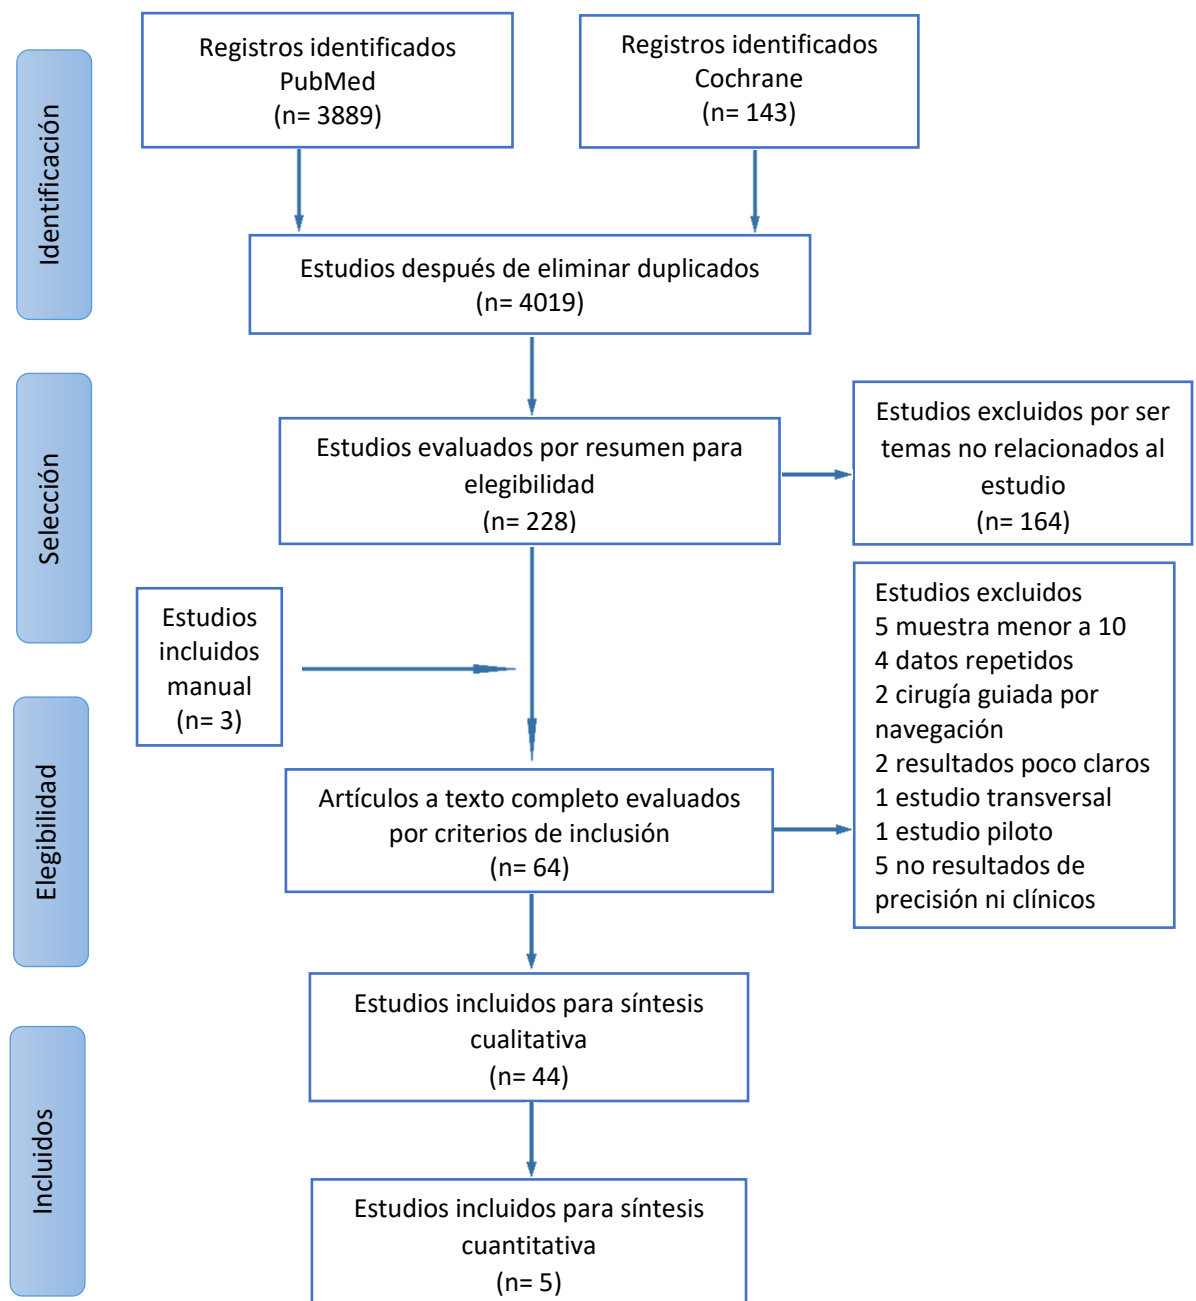 Identificación
Registros identificados
PubMed
(n= 3889)
Registros identificados
Cochrane
(n= 143)
Estudios después de eliminar duplicados
(n= 4019)
Selección
Estudios evaluados por resumen para
elegibilidad
(n= 228)
Estudios excluidos por ser
temas no relacionados al
estudio
(n= 164)
Estudios
incluidos
manual
(n= 3)
Elegibilidad
Artículos a texto completo evaluados
por criterios de inclusión
(n= 64)
Estudios excluidos
5 muestra menor a 10
4 datos repetidos
2 cirugía guiada por
navegación
2 resultados poco claros
1 estudio transversal
1 estudio piloto
5 no resultados de
precisión ni clínicos
Incluidos
Estudios incluidos para síntesis
cualitativa
(n= 44)
Estudios incluidos para síntesis
cuantitativa
(n= 5)